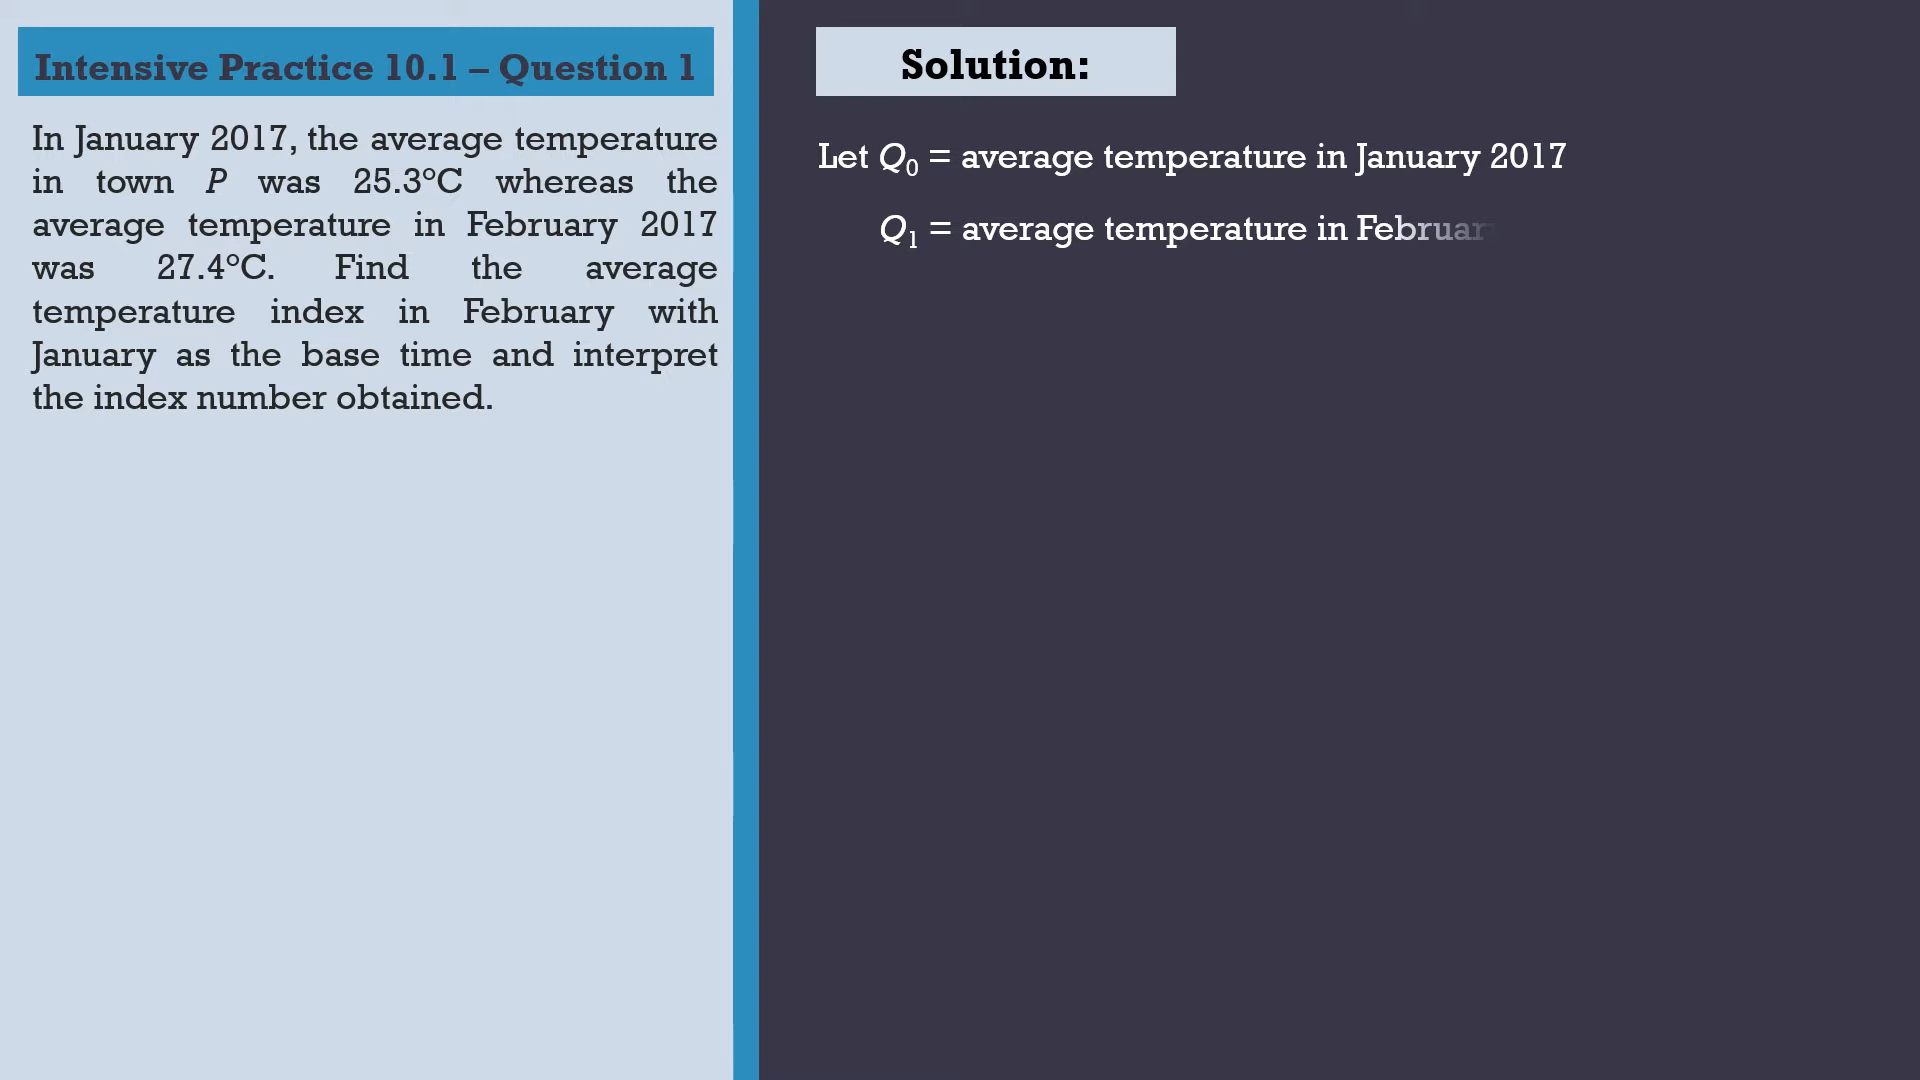 Intensive Practice 10.1 – Question 1
In January 2017, the average temperature
in town P was 25.3°C whereas the
average temperature in February 2017
was 27.4°C. Find the average
temperature index in February with
January as the base time and interpret
the index number obtained.
Solution:
Let Q₀ = average temperature in January 2017
Q₁ = average temperature in Februar